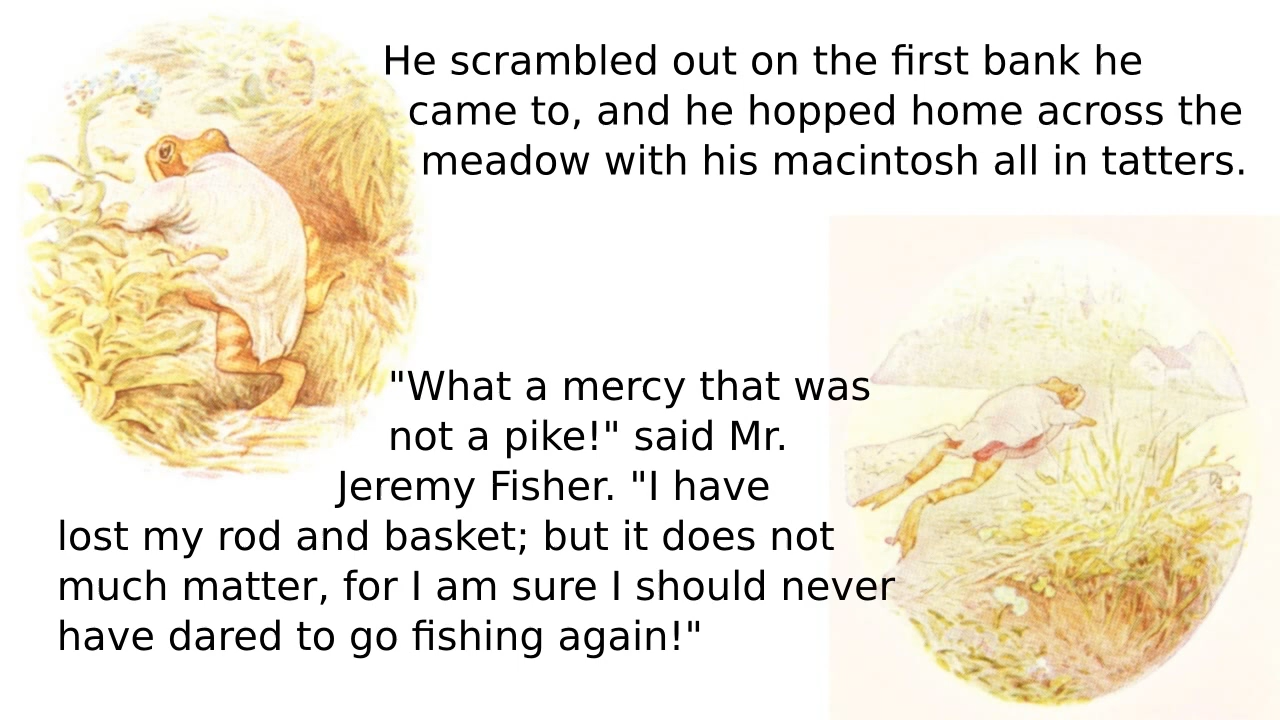 He scrambled out on the first bank he
came to, and he hopped home across the
meadow with his macintosh all in tatters.
"What a mercy that was
not a pike!" said Mr.
Jeremy Fisher. "I have
lost my rod and basket; but it does not
much matter, for I am sure I should never
have dared to go fishing again!"